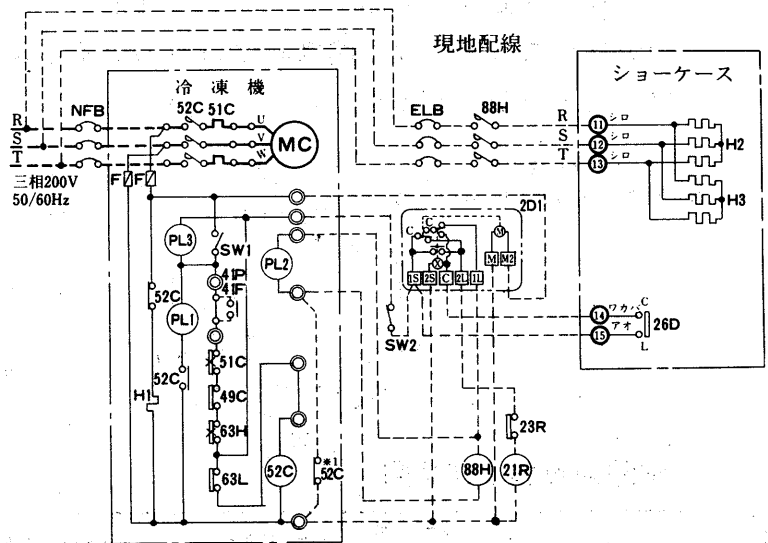 現地配線
冷凍機
ショーケース
NFB
52C
51C
U
V
W
MC
ELB
88H
R
S
T
R
S
T
11
シロ
12
シロ
13
シロ
H2
H3
三相200V
50/60Hz
F
F
2D1
C
C
M
PL3
SW1
PL2
41P
41F
1S
2S
C
2L
1L
M
M2
14
ワカバ
C
15
アオ
L
26D
52C
PL1
SW2
51C
52C
49C
H1
63H
23R
63L
52C
※1
52C
88H
21R